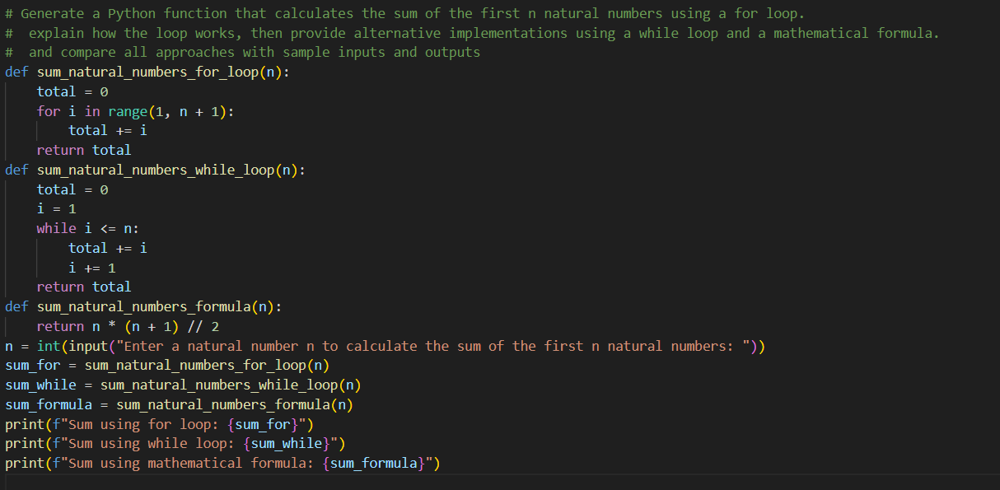 # Generate a Python function that calculates the sum of the first n natural numbers using a for loop.
#  explain how the loop works, then provide alternative implementations using a while loop and a mathematical formula.
#  and compare all approaches with sample inputs and outputs
def sum_natural_numbers_for_loop(n):
    total = 0
    for i in range(1, n + 1):
        total += i
    return total
def sum_natural_numbers_while_loop(n):
    total = 0
    i = 1
    while i <= n:
        total += i
        i += 1
    return total
def sum_natural_numbers_formula(n):
    return n * (n + 1) // 2
n = int(input("Enter a natural number n to calculate the sum of the first n natural numbers: "))
sum_for = sum_natural_numbers_for_loop(n)
sum_while = sum_natural_numbers_while_loop(n)
sum_formula = sum_natural_numbers_formula(n)
print(f"Sum using for loop: {sum_for}")
print(f"Sum using while loop: {sum_while}")
print(f"Sum using mathematical formula: {sum_formula}")